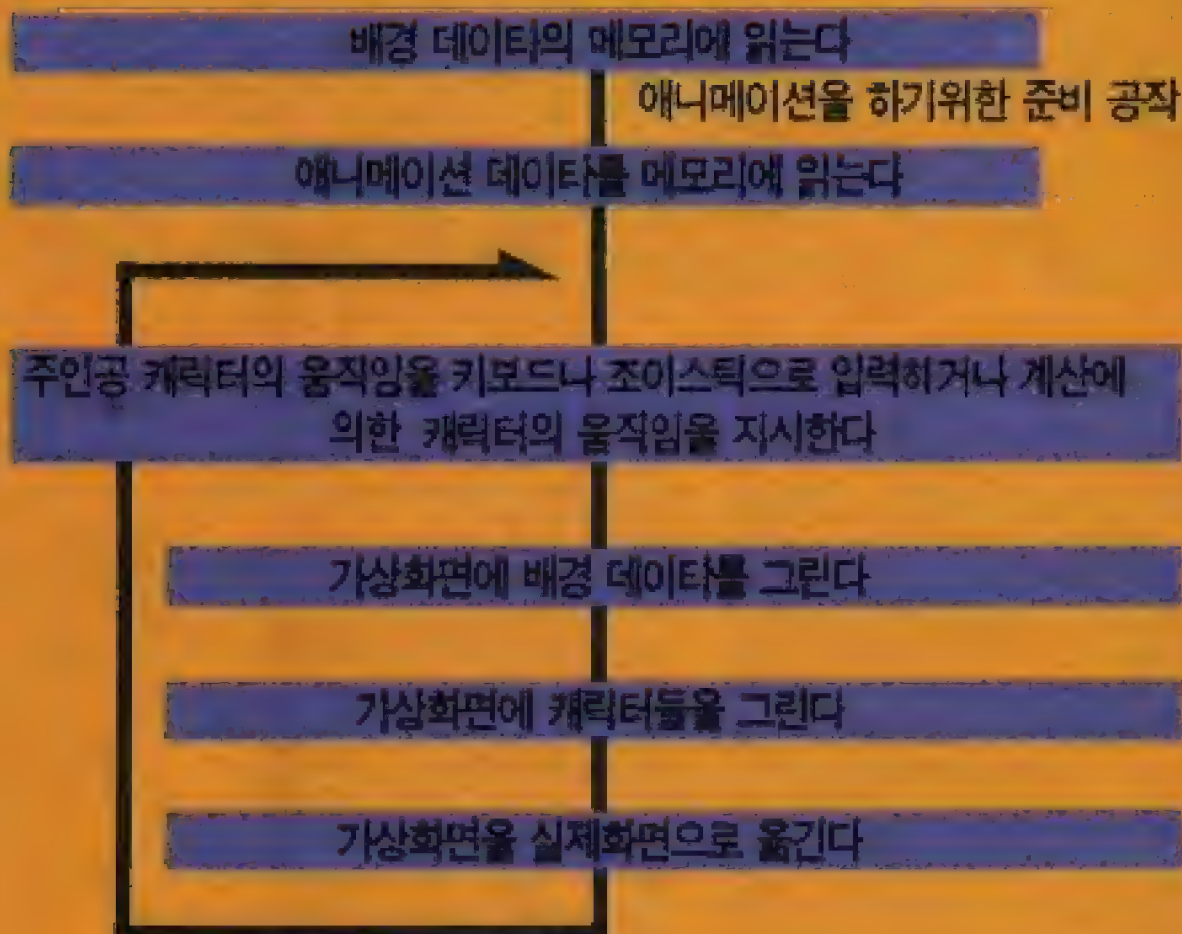 배경 데이타의 메모리에 읽는다
애니메이션을 하기위한 준비 공작
애니메이션 데이타를 메모리에 읽는다
주인공 캐릭터의 움직임을 키보드나 조이스틱으로 입력하거나 계산에
의한 캐릭터의 움직임을 지시한다
가상화면에 배경 데이타를 그린다
가상화면에 캐릭터들을 그린다
가상화면을 실제화면으로 옮긴다